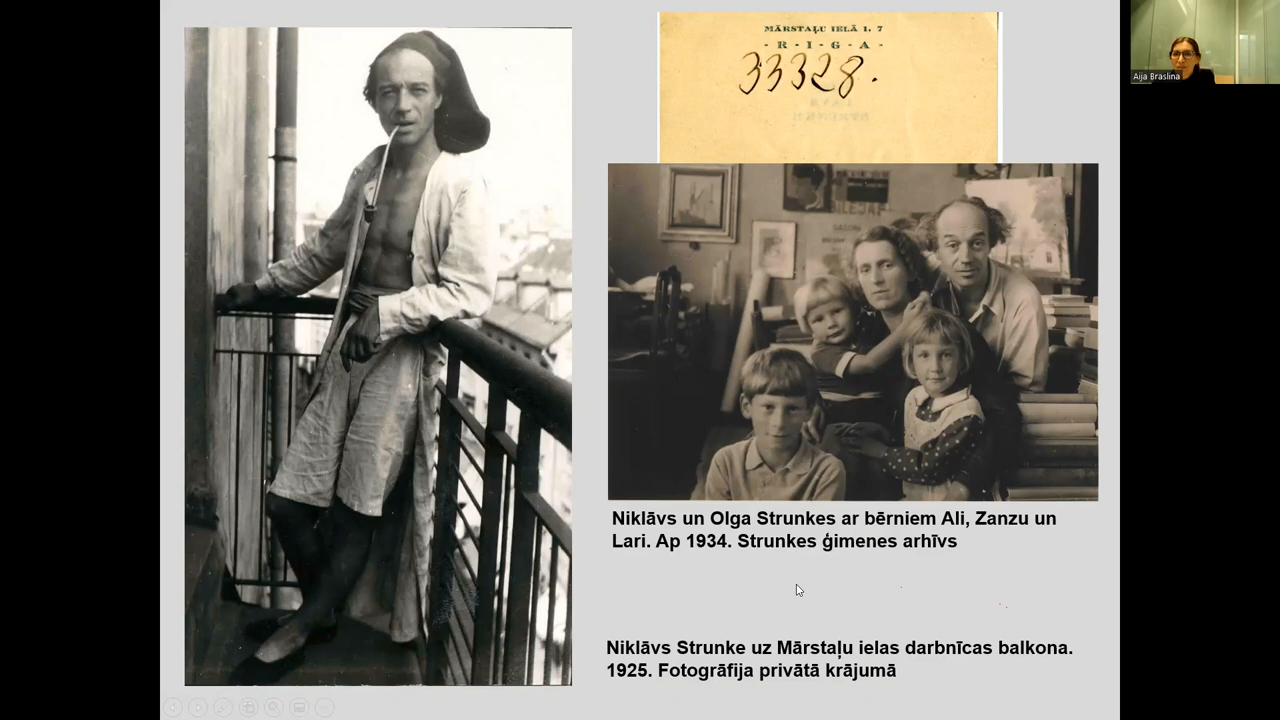 MĀRSTAĻU IELĀ 1, 7
- R - I - G - A -
33328.
Aija Braslina
Niklāvs un Olga Strunkes ar bērniem Ali, Zanzu un
Lari. Ap 1934. Strunkes ģimenes arhīvs
Niklāvs Strunke uz Mārstaļu ielas darbnīcas balkona.
1925. Fotogrāfija privātā krājumā